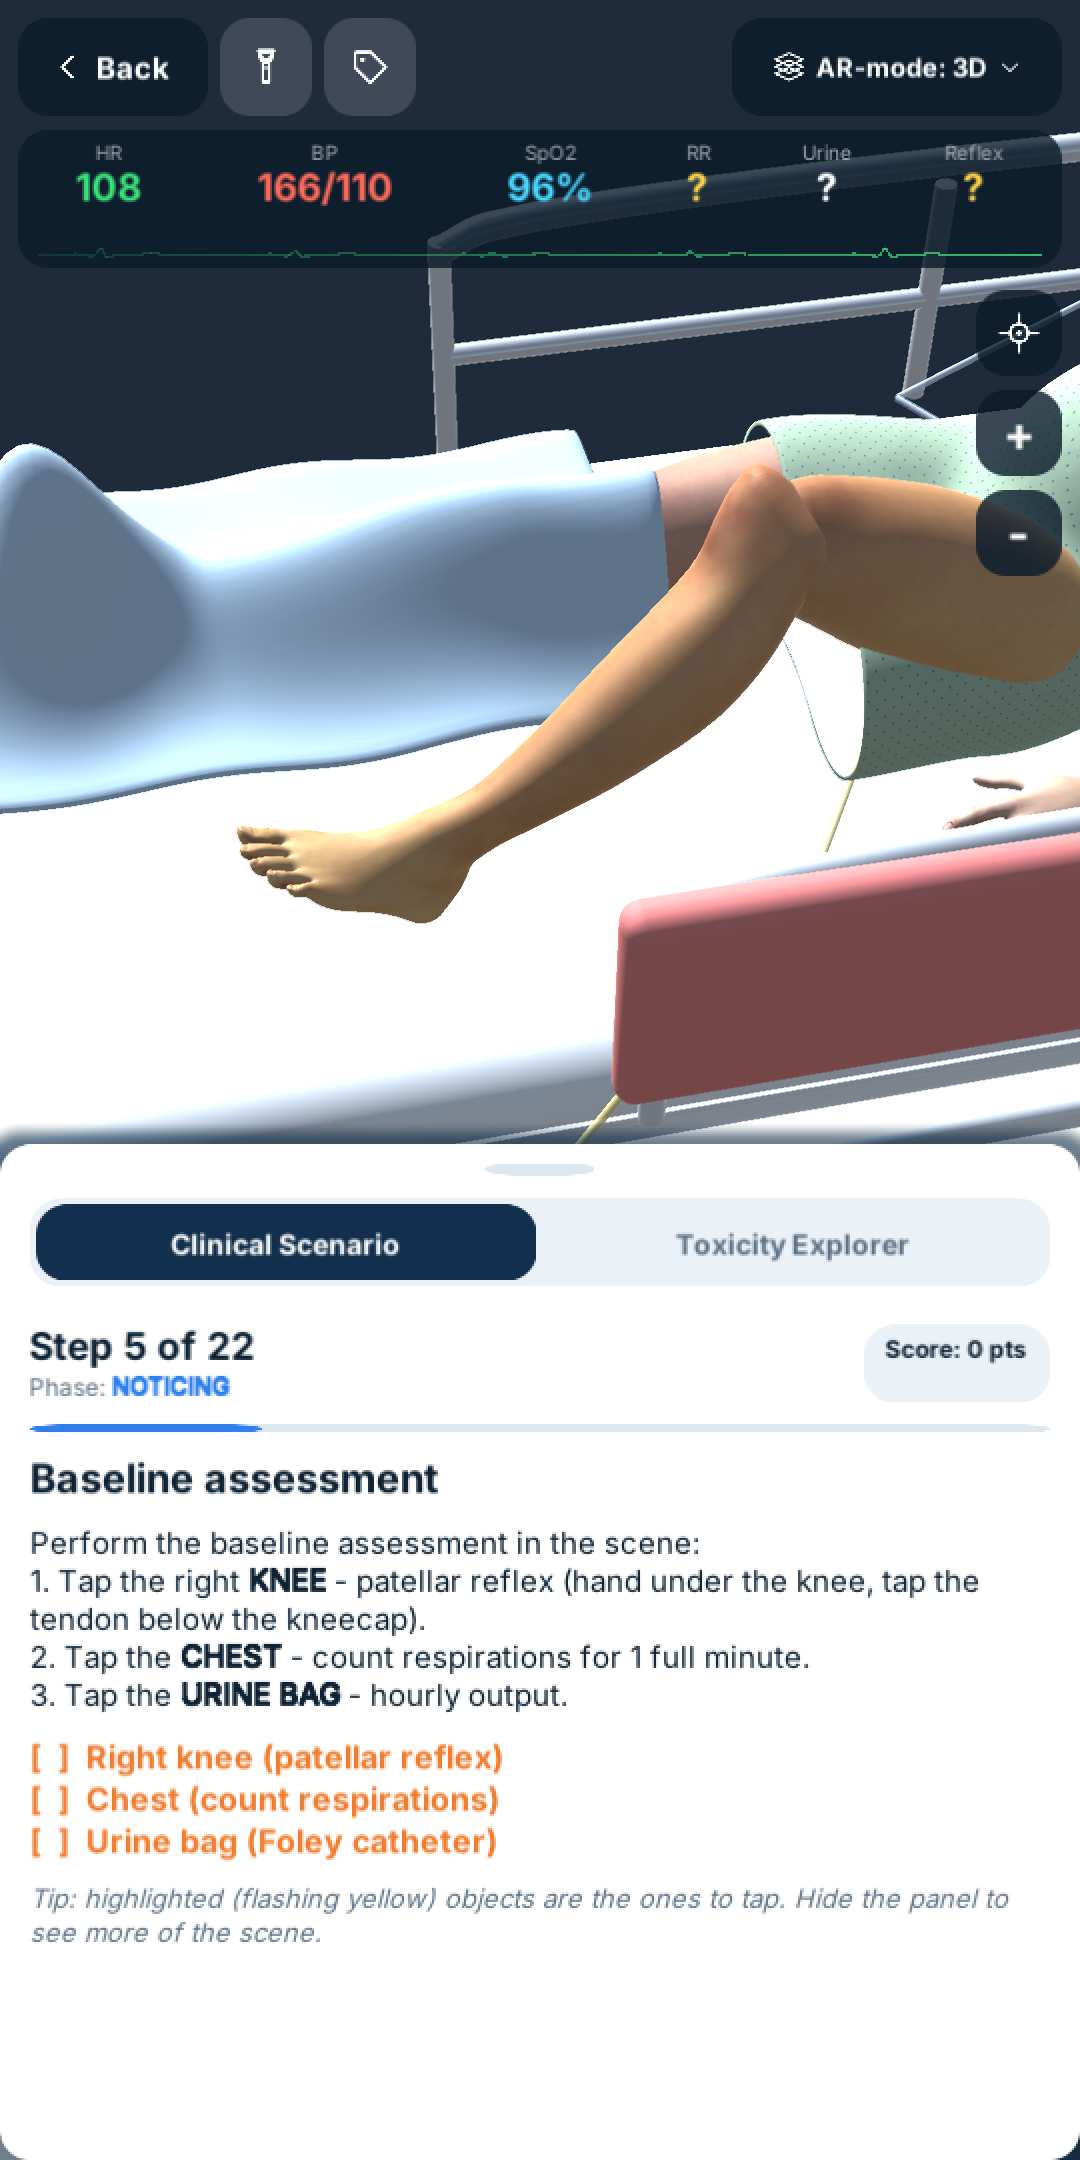 Back
AR-mode: 3D
HR
BP
SpO2
RR
Urine
Reflex
108
166/110
96%
?
?
?
+
-
Clinical Scenario
Toxicity Explorer
Step 5 of 22
Score: 0 pts
Phase: NOTICING
Baseline assessment
Perform the baseline assessment in the scene:
1. Tap the right KNEE - patellar reflex (hand under the knee, tap the
tendon below the kneecap).
2. Tap the CHEST - count respirations for 1 full minute.
3. Tap the URINE BAG - hourly output.
[ ] Right knee (patellar reflex)
[ ] Chest (count respirations)
[ ] Urine bag (Foley catheter)
Tip: highlighted (flashing yellow) objects are the ones to tap. Hide the panel to
see more of the scene.